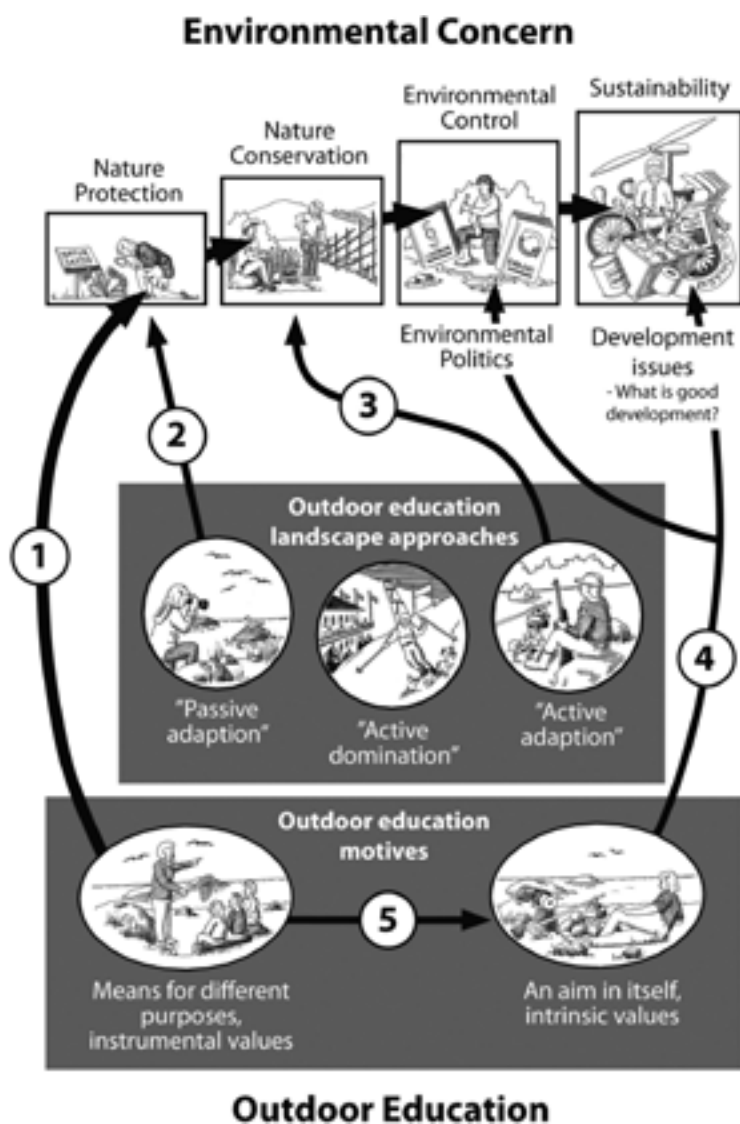 Environmental Concern
Sustainability
Environmental
Control
Nature
Conservation
Nature
Protection
Environmental
Politics
Development
issues
- What is good
development?
1
2
3
4
5
Outdoor education
landscape approaches
"Passive
adaption"
"Active
domination"
"Active
adaption"
Outdoor education
motives
Means for different
purposes,
instrumental values
An aim in itself,
intrinsic values
Outdoor Education